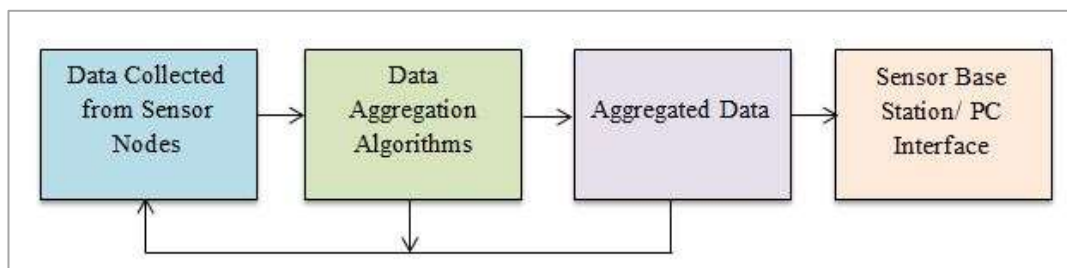 Data Collected
from Sensor
Nodes
Data
Aggregation
Algorithms
Aggregated Data
Sensor Base
Station/ PC
Interface